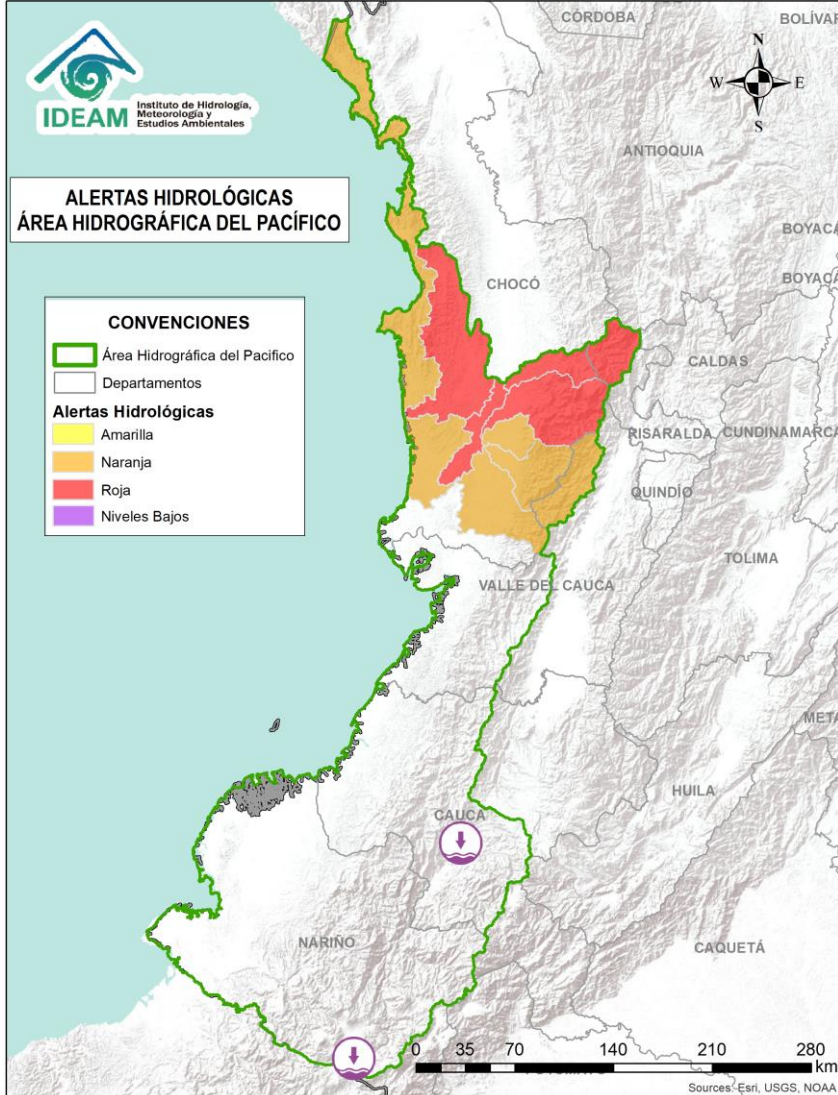 CÓRDOBA
BOLÍVAR
N
W
E
S
IDEAM
Instituto de Hidrología,
Meteorología y
Estudios Ambientales
ANTIOQUIA
ALERTAS HIDROLÓGICAS
ÁREA HIDROGRÁFICA DEL PACÍFICO
BOYACÁ
BOYACÁ
CHOCÓ
CONVENCIONES
Área Hidrográfica del Pacifico
Departamentos
Alertas Hidrológicas
Amarilla
Naranja
Roja
Niveles Bajos
CALDAS
RISARALDA
CUNDINAMARCA
QUINDÍO
TOLIMA
VALLE DEL CAUCA
META
HUILA
CAUCA
NARIÑO
CAQUETÁ
0 35 70 140 210 280
km
Sources: Esri, USGS, NOAA